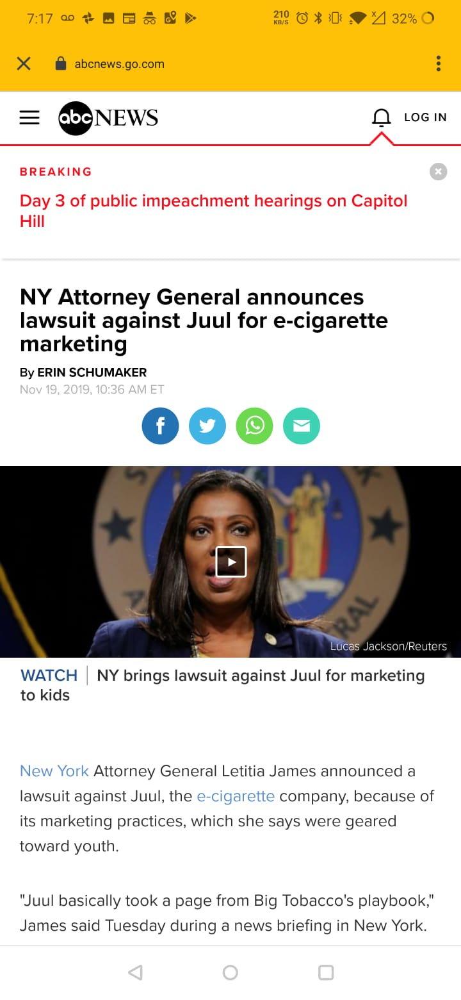 7:17
210
KB/S
32%
abcnews.go.com
abc NEWS
LOG IN
BREAKING
Day 3 of public impeachment hearings on Capitol
Hill
NY Attorney General announces
lawsuit against Juul for e-cigarette
marketing
By ERIN SCHUMAKER
Nov 19, 2019, 10:36 AM ET
Lucas Jackson/Reuters
WATCH | NY brings lawsuit against Juul for marketing
to kids
New York Attorney General Letitia James announced a
lawsuit against Juul, the e-cigarette company, because of
its marketing practices, which she says were geared
toward youth.
"Juul basically took a page from Big Tobacco's playbook,"
James said Tuesday during a news briefing in New York.